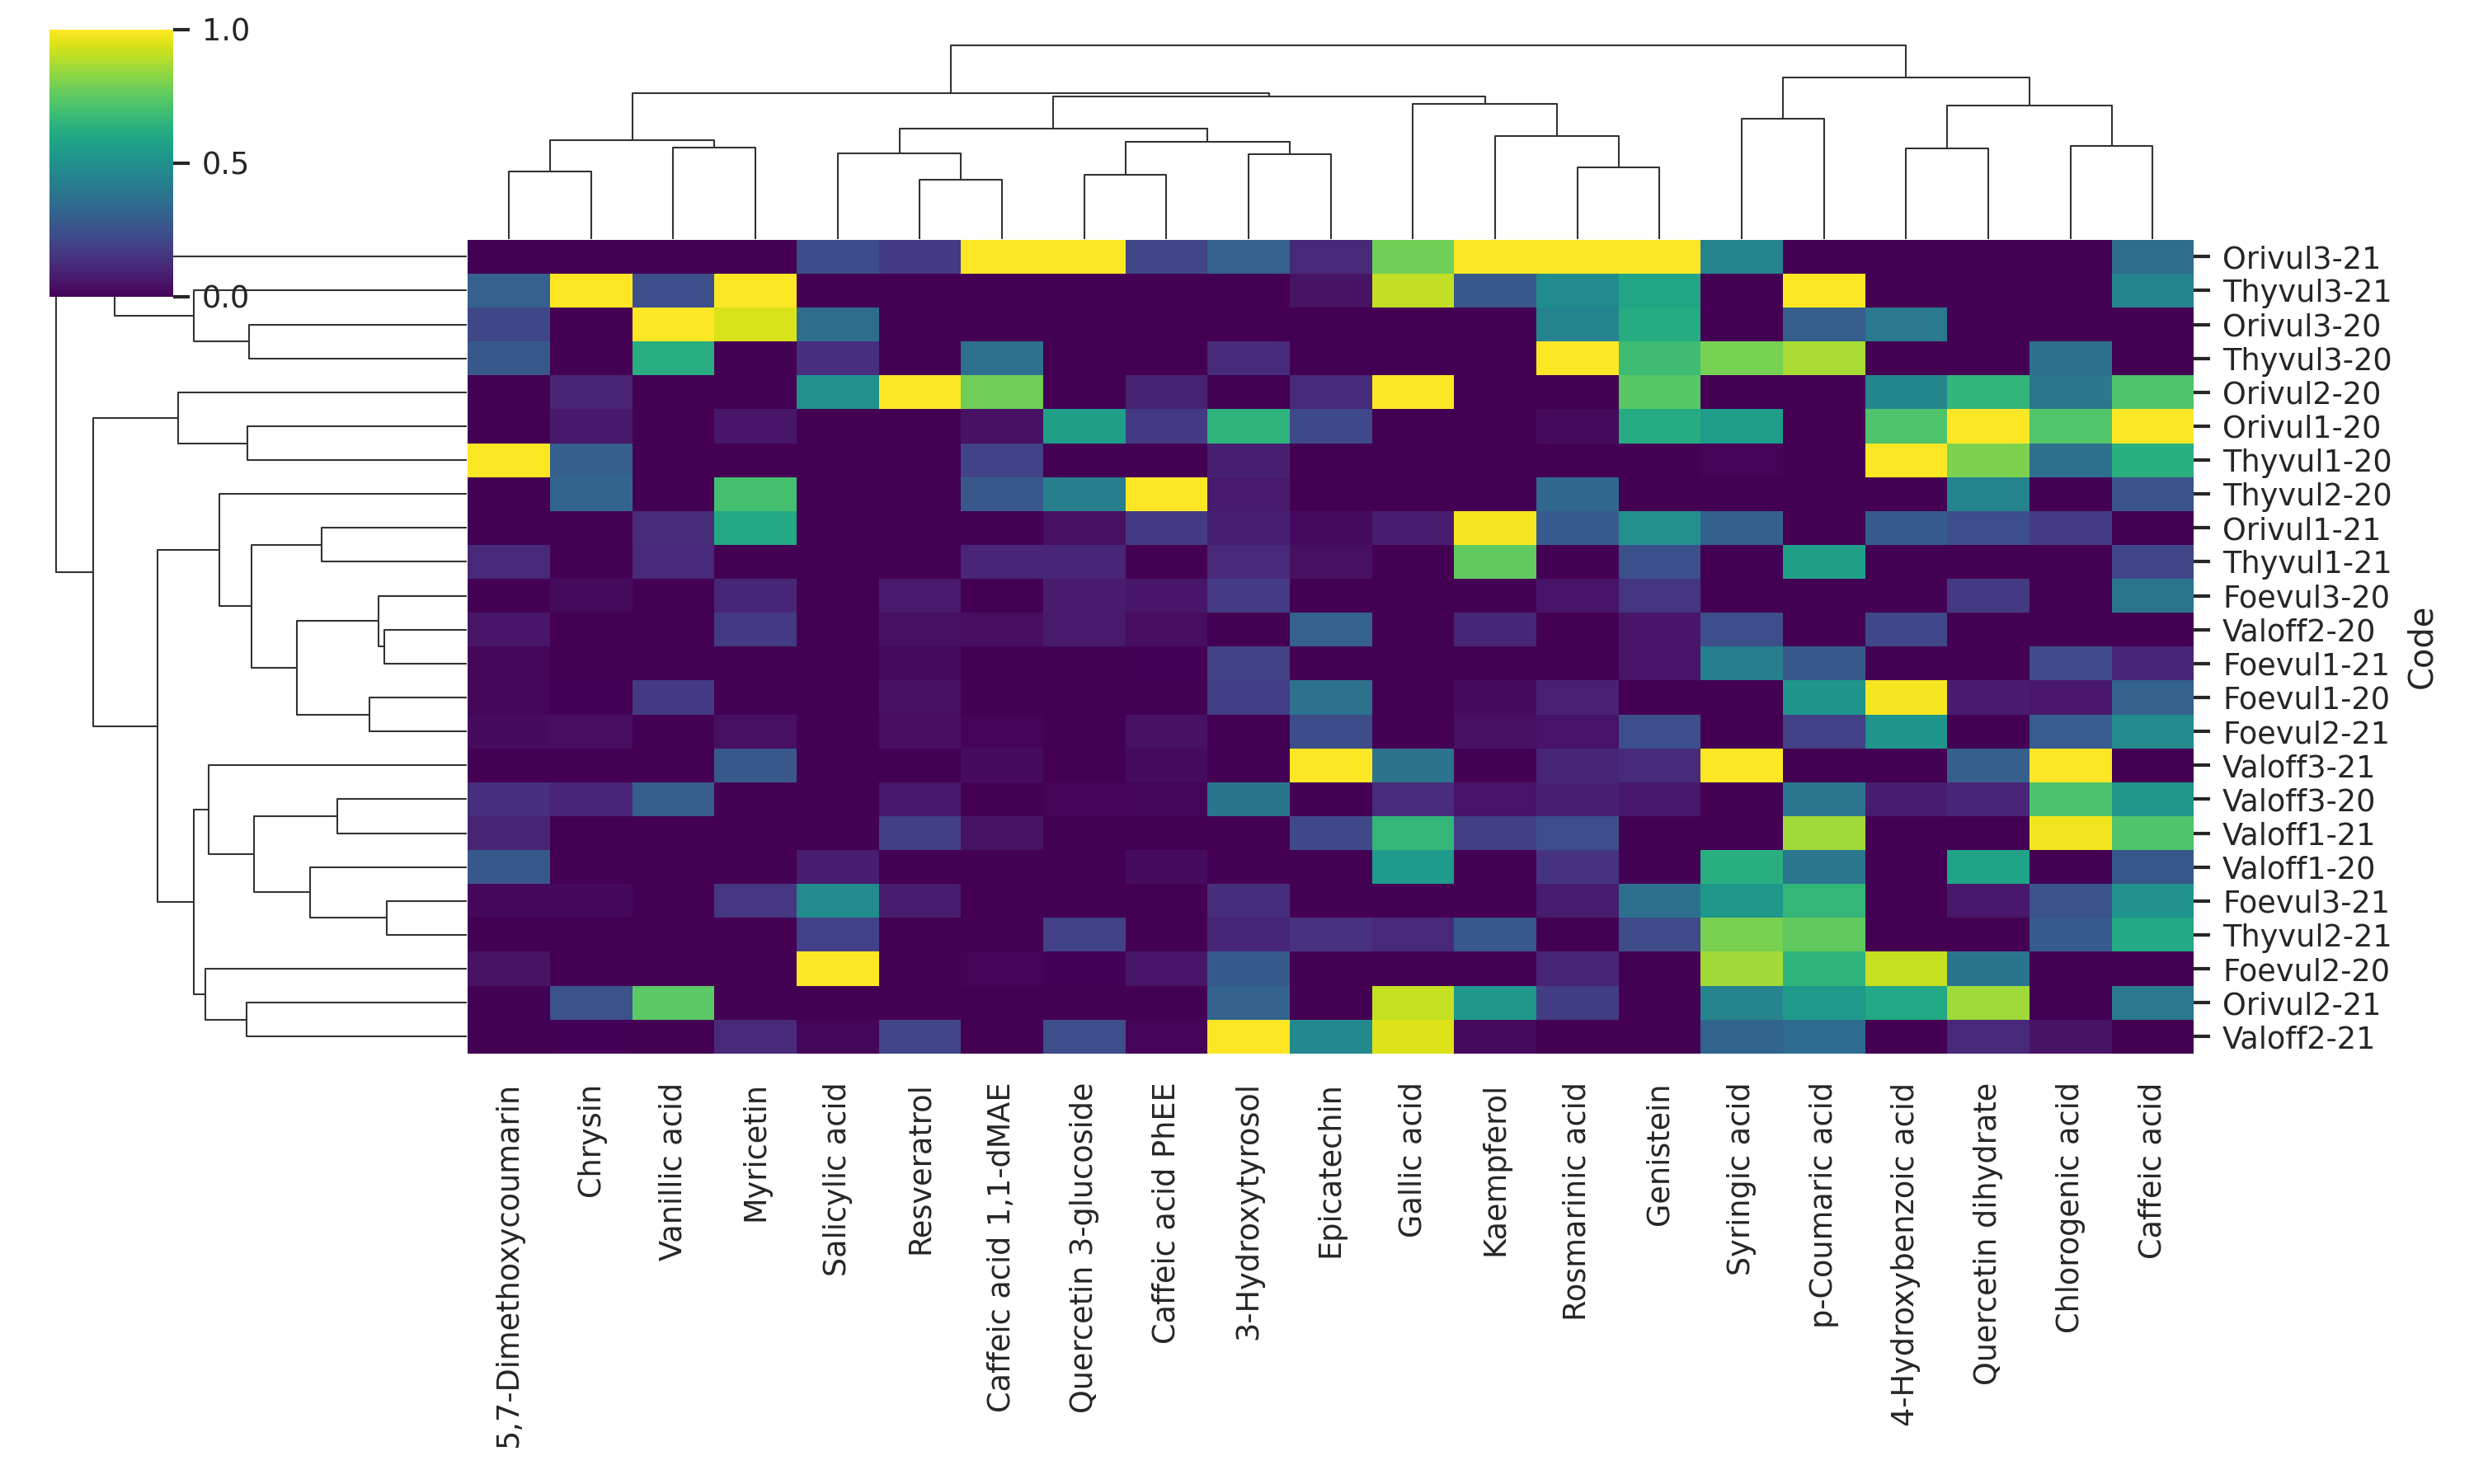 1.0
0.5
0.0
Orivul3-21
Thyvul3-21
Orivul3-20
Thyvul3-20
Orivul2-20
Orivul1-20
Thyvul1-20
Thyvul2-20
Orivul1-21
Thyvul1-21
Foevul3-20
Valoff2-20
Foevul1-21
Foevul1-20
Foevul2-21
Valoff3-21
Valoff3-20
Valoff1-21
Valoff1-20
Foevul3-21
Thyvul2-21
Foevul2-20
Orivul2-21
Valoff2-21
Code
5,7-Dimethoxycoumarin
Chrysin
Vanillic acid
Myricetin
Salicylic acid
Resveratrol
Caffeic acid 1,1-dMAE
Quercetin 3-glucoside
Caffeic acid PhEE
3-Hydroxytyrosol
Epicatechin
Gallic acid
Kaempferol
Rosmarinic acid
Genistein
Syringic acid
p-Coumaric acid
4-Hydroxybenzoic acid
Quercetin dihydrate
Chlorogenic acid
Caffeic acid